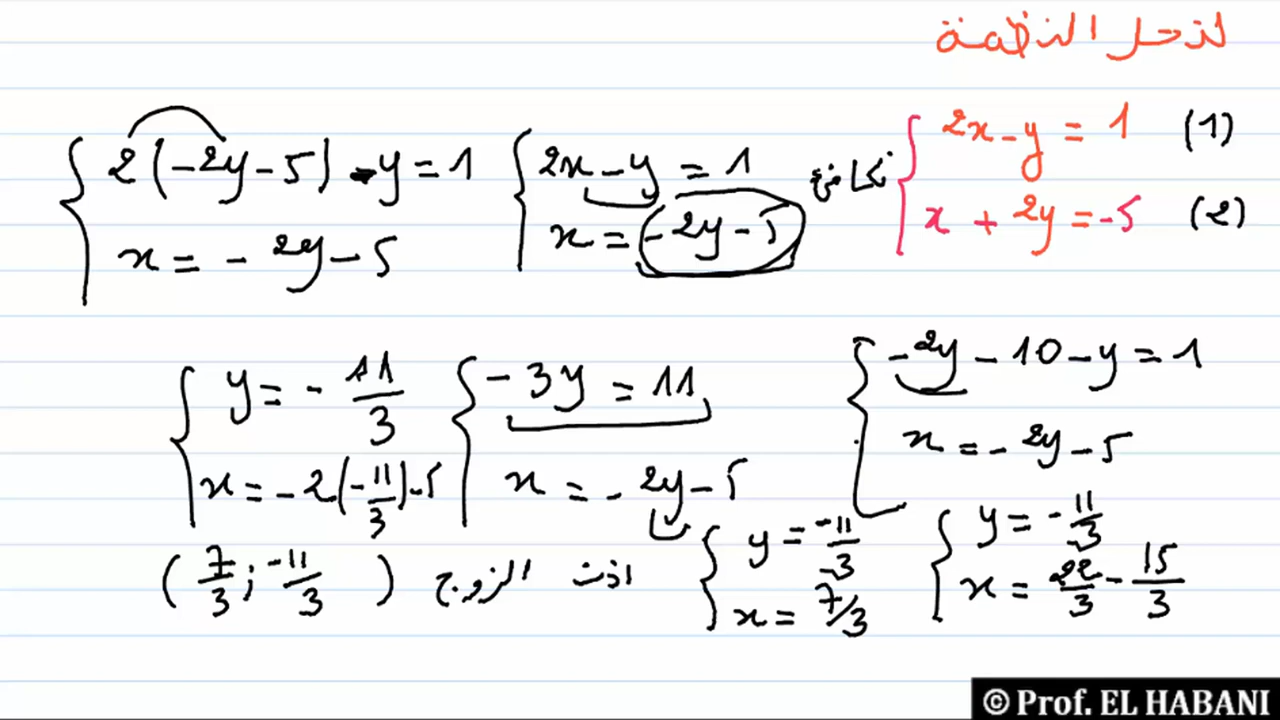 لنحل النظمة
2x - y = 1 (1)
x + 2y = -5 (2)
تكافئ
2x - y = 1
x = -2y - 5
2(-2y - 5) - y = 1
x = -2y - 5
-2y - 10 - y = 1
x = -2y - 5
-3y = 11
x = -2y - 5
y = -11/3
x = -2(-11/3) - 5
y = -11/3
x = 22/3 - 15/3
y = -11/3
x = 7/3
اذن الزوج (7/3 ; -11/3)
© Prof. EL HABANI